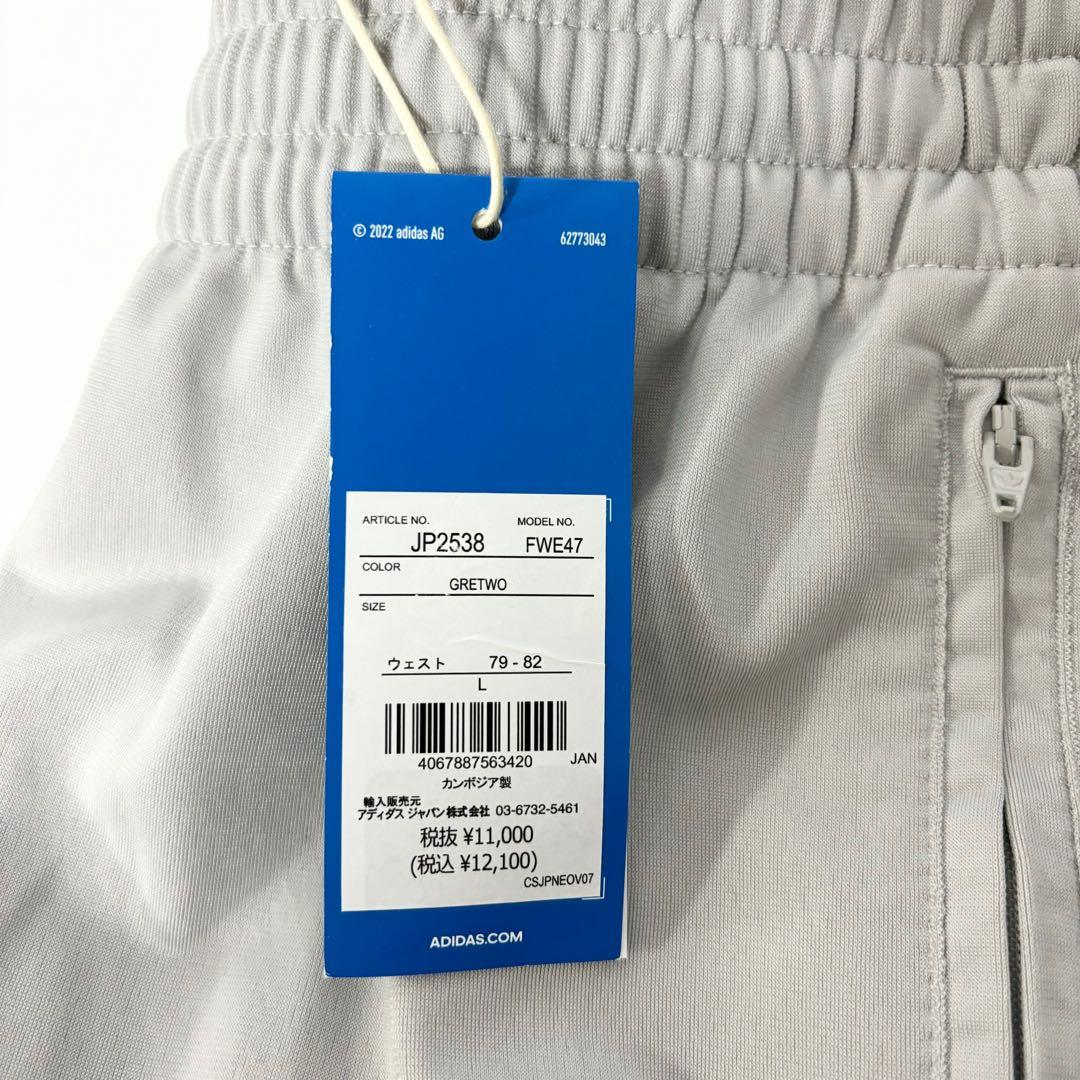 © 2022 adidas AG 62773043
ARTICLE NO. MODEL NO.
JP2538 FWE47
COLOR
GRETWO
SIZE
ウェスト 79 - 82
L
4067887563420 JAN
カンボジア製
輸入販売元
アディダス ジャパン株式会社 03-6732-5461
税抜 ¥11,000
(税込 ¥12,100)
CSJPNEOV07
ADIDAS.COM